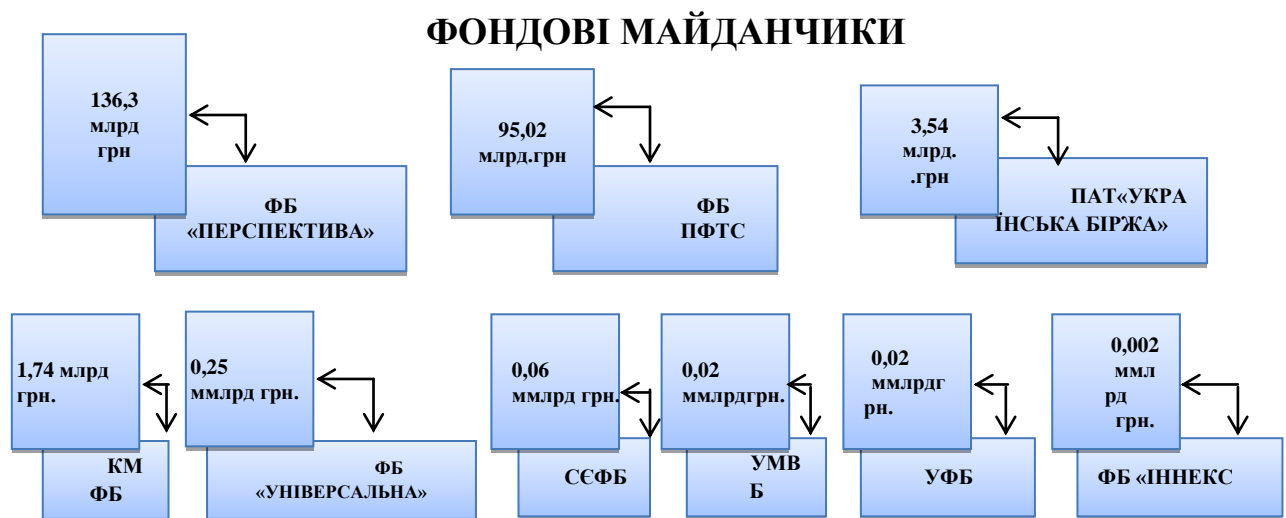 ФОНДОВІ МАЙДАНЧИКИ
136,3
млрд
грн
ФБ
«ПЕРСПЕКТИВА»
95,02
млрд.грн
ФБ
ПФТС
3,54
млрд.
.грн
ПАТ«УКРА
ЇНСЬКА БІРЖА»
1,74 млрд
грн.
КМ
ФБ
0,25
ммлрд грн.
ФБ
«УНІВЕРСАЛЬНА»
0,06
ммлрд грн.
СЄФБ
0,02
ммлрдгрн.
УМВ
Б
0,02
ммлрдг
рн.
УФБ
0,002
ммл
рд
грн.
ФБ «ІННЕКС